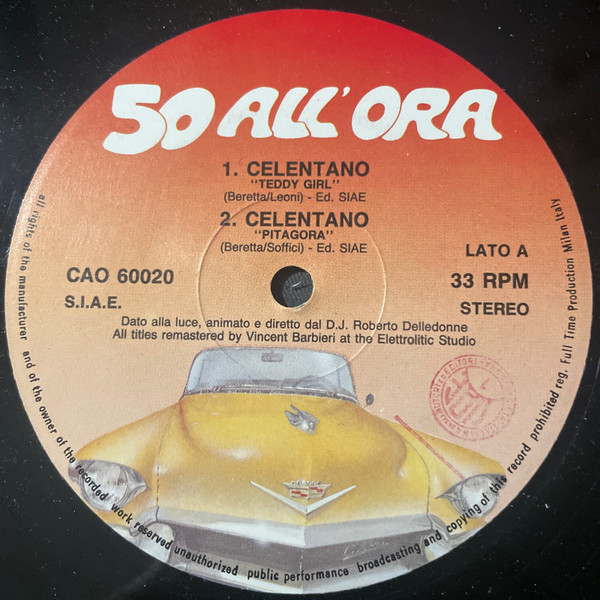 50 ALL'ORA
1. CELENTANO
"TEDDY GIRL"
(Beretta/Leoni) - Ed. SIAE
2. CELENTANO
"PITAGORA"
(Beretta/Soffici) - Ed. SIAE
LATO A
CAO 60020
33 RPM
S.I.A.E.
STEREO
Dato alla luce, animato e diretto dal D.J. Roberto Delledonne
All titles remastered by Vincent Barbieri at the Elettrolitic Studio
all rights of the manufacturer and of the owner of the recorded work reserved unauthorized public performance broadcasting and copying of this record prohibited reg. Full Time Production Milan Italy